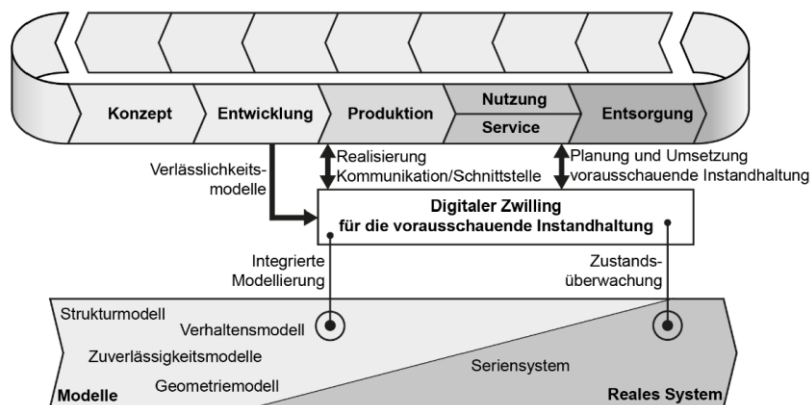 Konzept
Entwicklung
Produktion
Nutzung
Service
Entsorgung
Verlässlichkeits-
modelle
Realisierung
Kommunikation/Schnittstelle
Planung und Umsetzung
vorausschauende Instandhaltung
Digitaler Zwilling
für die vorausschauende Instandhaltung
Integrierte
Modellierung
Zustands-
überwachung
Strukturmodell
Verhaltensmodell
Zuverlässigkeitsmodelle
Seriensystem
Geometriemodell
Modelle
Reales System